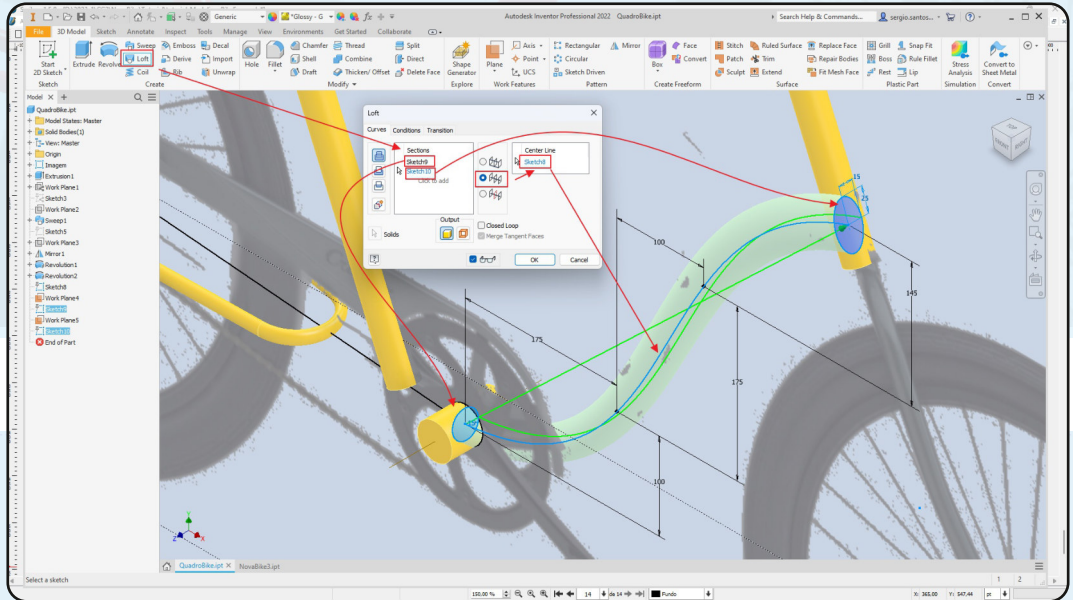 Generic
*Glossy - G
Autodesk Inventor Professional 2022 QuadroBike.ipt
Search Help & Commands...
sergio.santos...
File 3D Model Sketch Annotate Inspect Tools Manage View Environments Get Started Collaborate
Start
2D Sketch
Extrude
Revolve
Sweep
Emboss
Decal
Loft
Derive
Import
Coil
Rib
Unwrap
Hole
Fillet
Chamfer
Thread
Split
Shell
Combine
Direct
Draft
Thicken/ Offset
Delete Face
Shape
Generator
Plane
Axis
Point
UCS
Rectangular
Mirror
Circular
Sketch Driven
Box
Face
Convert
Stitch
Ruled Surface
Replace Face
Patch
Trim
Repair Bodies
Sculpt
Extend
Fit Mesh Face
Grill
Snap Fit
Boss
Rule Fillet
Rest
Lip
Stress
Analysis
Convert to
Sheet Metal
Sketch
Create
Modify
Explore
Work Features
Pattern
Create Freeform
Surface
Plastic Part
Simulation
Convert
Model
QuadroBike.ipt
Model States: Master
Solid Bodies(1)
View: Master
Origin
Imagem
Extrusion1
Work Plane1
Sketch3
Work Plane2
Sweep1
Sketch5
Work Plane3
Mirror1
Revolution1
Revolution2
Sketch8
Work Plane4
Sketch9
Work Plane5
Sketch10
End of Part
Loft
Curves Conditions Transition
Sections
Sketch9
Sketch10
Click to add
Center Line
Sketch8
Solids
Output
Closed Loop
Merge Tangent Faces
OK
Cancel
15
25
100
145
175
175
100
QuadroBike.ipt
NovaBike3.ipt
Select a sketch
1 2
150.00 %
14
de 14
Fundo
X: 365.00 Y: 547.44
pt